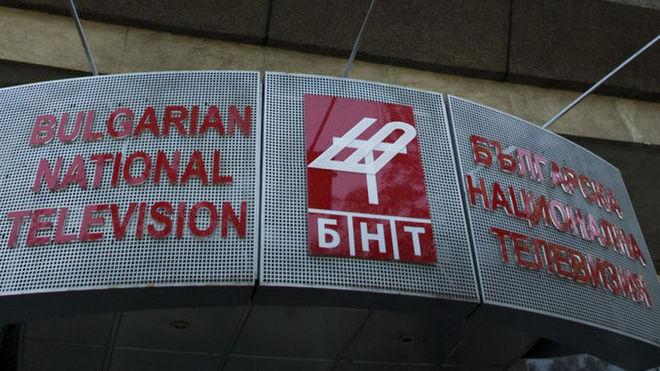 BULGARIAN
NATIONAL
TELEVISION
БНТ
БЪЛГАРСКА
НАЦИОНАЛНА
ТЕЛЕВИЗИЯ